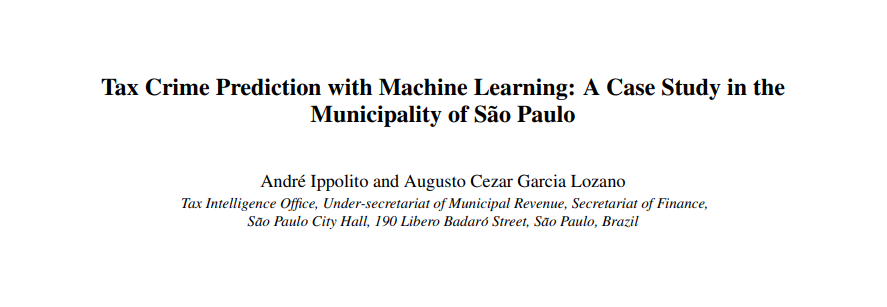 Tax Crime Prediction with Machine Learning: A Case Study in the
Municipality of São Paulo
André Ippolito and Augusto Cezar Garcia Lozano
Tax Intelligence Office, Under-secretariat of Municipal Revenue, Secretariat of Finance,
São Paulo City Hall, 190 Libero Badaró Street, São Paulo, Brazil